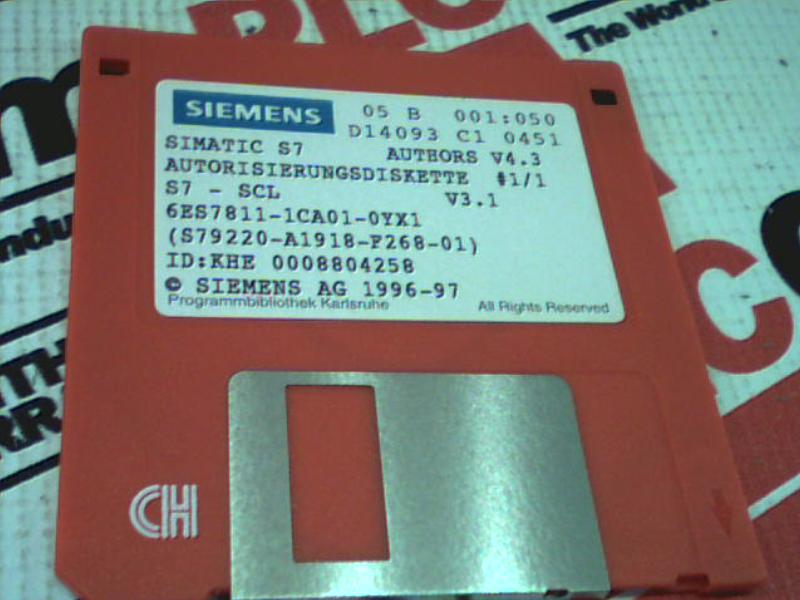 SIEMENS 05 B 001:050
D14093 C1 0451
SIMATIC S7 AUTHORS V4.3
AUTORISIERUNGSDISKETTE #1/1
S7 - SCL V3.1
6ES7811-1CA01-0YX1
(S79220-A1918-F268-01)
ID:KHE 0008804258
© SIEMENS AG 1996-97
Programmbibliothek Karlsruhe All Rights Reserved
CH
The World